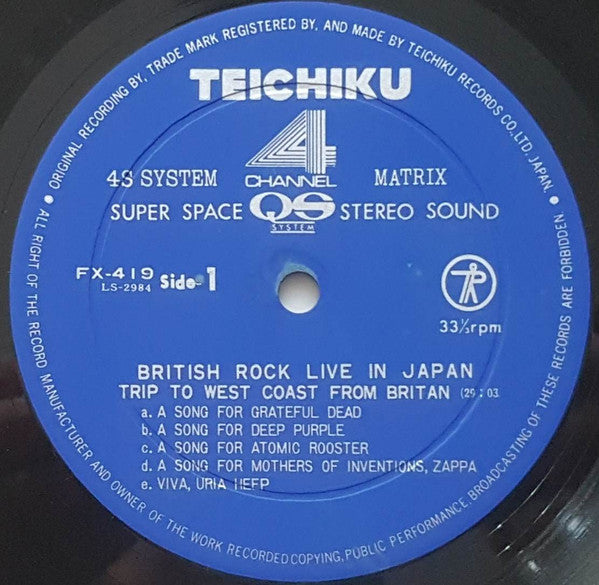 ● ORIGINAL RECORDING BY, TRADE MARK REGISTERED BY, AND MADE BY TEICHIKU RECORDS CO., LTD. JAPAN. ●
TEICHIKU
4
CHANNEL
4S SYSTEM MATRIX
SUPER SPACE QS STEREO SOUND
SYSTEM
FX-419 Side-1
LS-2984
33⅓rpm
BRITISH ROCK LIVE IN JAPAN
TRIP TO WEST COAST FROM BRITAN (29:03)
a. A SONG FOR GRATEFUL DEAD
b. A SONG FOR DEEP PURPLE
c. A SONG FOR ATOMIC ROOSTER
d. A SONG FOR MOTHERS OF INVENTIONS, ZAPPA
e. VIVA, URIA HEFP
ALL RIGHT OF THE RECORD MANUFACTURER AND OWNER OF THE WORK RECORDED COPYING, PUBLIC PERFORMANCE, BROADCASTING OF THESE RECORDS ARE FORBIDDEN